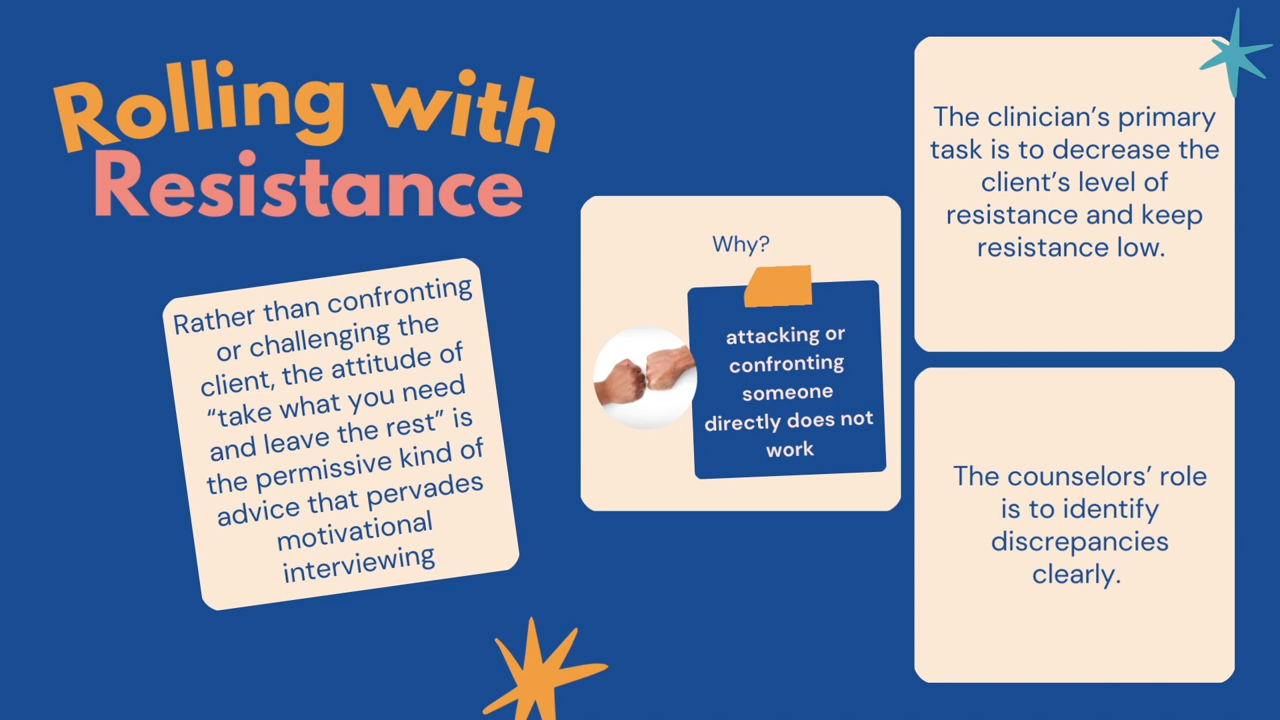 Rolling with
Resistance
Rather than confronting
or challenging the
client, the attitude of
“take what you need
and leave the rest” is
the permissive kind of
advice that pervades
motivational
interviewing
Why?
attacking or
confronting
someone
directly does not
work
The clinician’s primary
task is to decrease the
client’s level of
resistance and keep
resistance low.
The counselors’ role
is to identify
discrepancies
clearly.